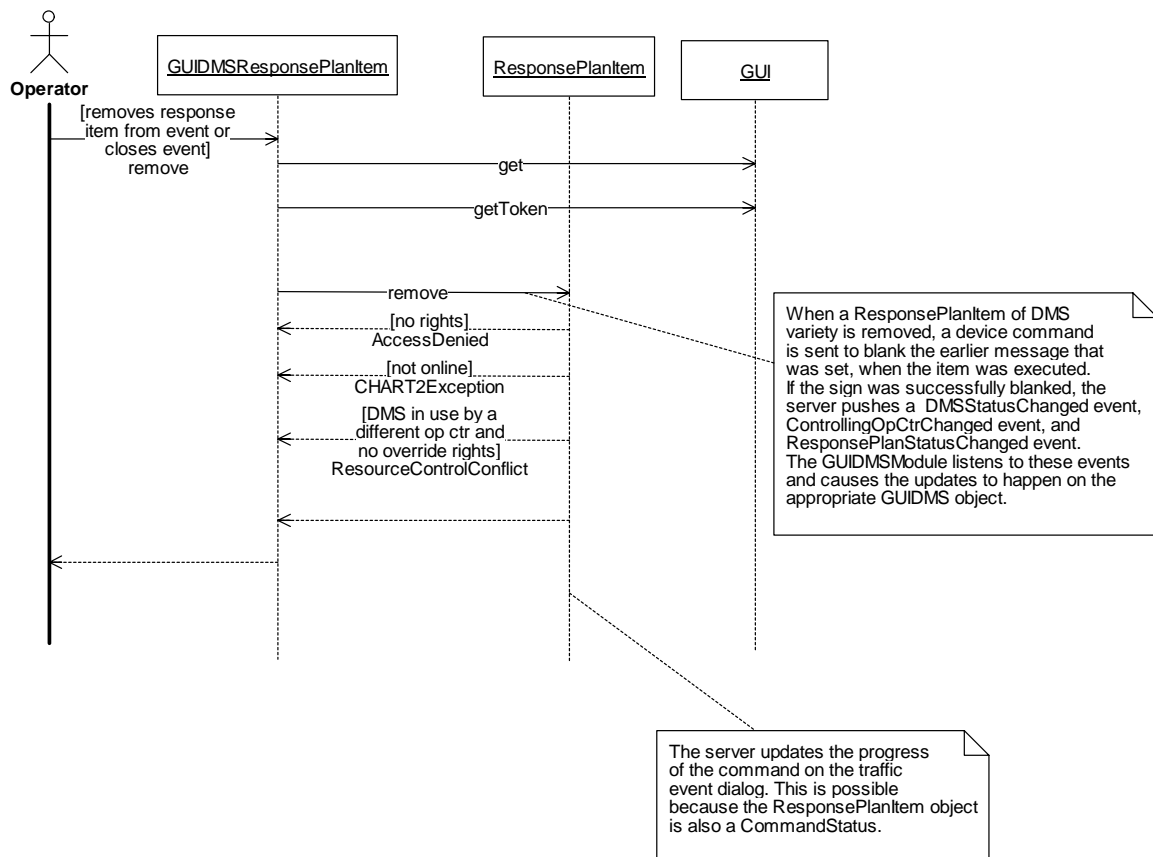 GUIDMSResponsePlanItem
ResponsePlanItem
GUI
Operator
[removes response
item from event or
closes event]
remove
get
getToken
remove
[no rights]
AccessDenied
[not online]
CHART2Exception
[DMS in use by a
different op ctr and
no override rights]
ResourceControlConflict
When a ResponsePlanItem of DMS
variety is removed, a device command
is sent to blank the earlier message that
was set, when the item was executed.
If the sign was successfully blanked, the
server pushes a DMSStatusChanged event,
ControllingOpCtrChanged event, and
ResponsePlanStatusChanged event.
The GUIDMSModule listens to these events
and causes the updates to happen on the
appropriate GUIDMS object.
The server updates the progress
of the command on the traffic
event dialog. This is possible
because the ResponsePlanItem object
is also a CommandStatus.